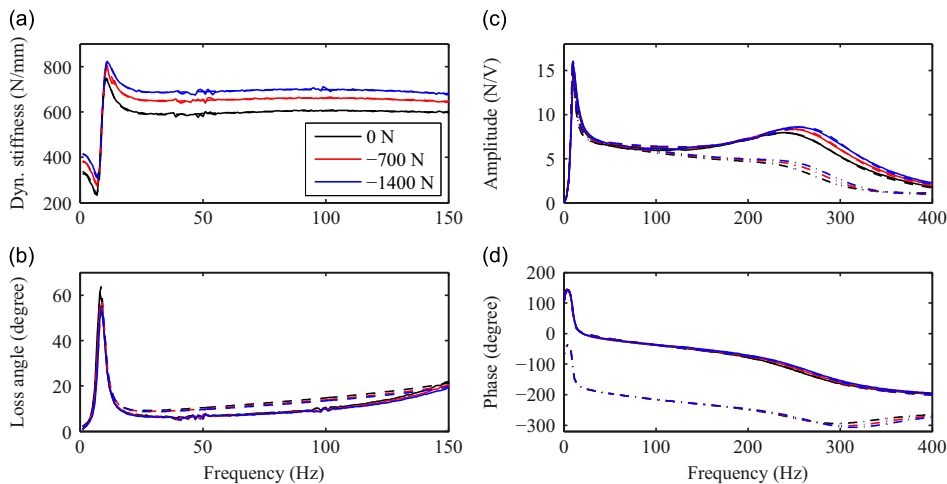 (a)
Dyn. stiffness (N/mm)
800
600
400
200
0
50
100
150
0 N
−700 N
−1400 N
(b)
Loss angle (degree)
60
40
20
0
0
50
100
150
Frequency (Hz)
(c)
Amplitude (N/V)
15
10
5
0
0
100
200
300
400
(d)
Phase (degree)
200
100
0
−100
−200
−300
0
100
200
300
400
Frequency (Hz)